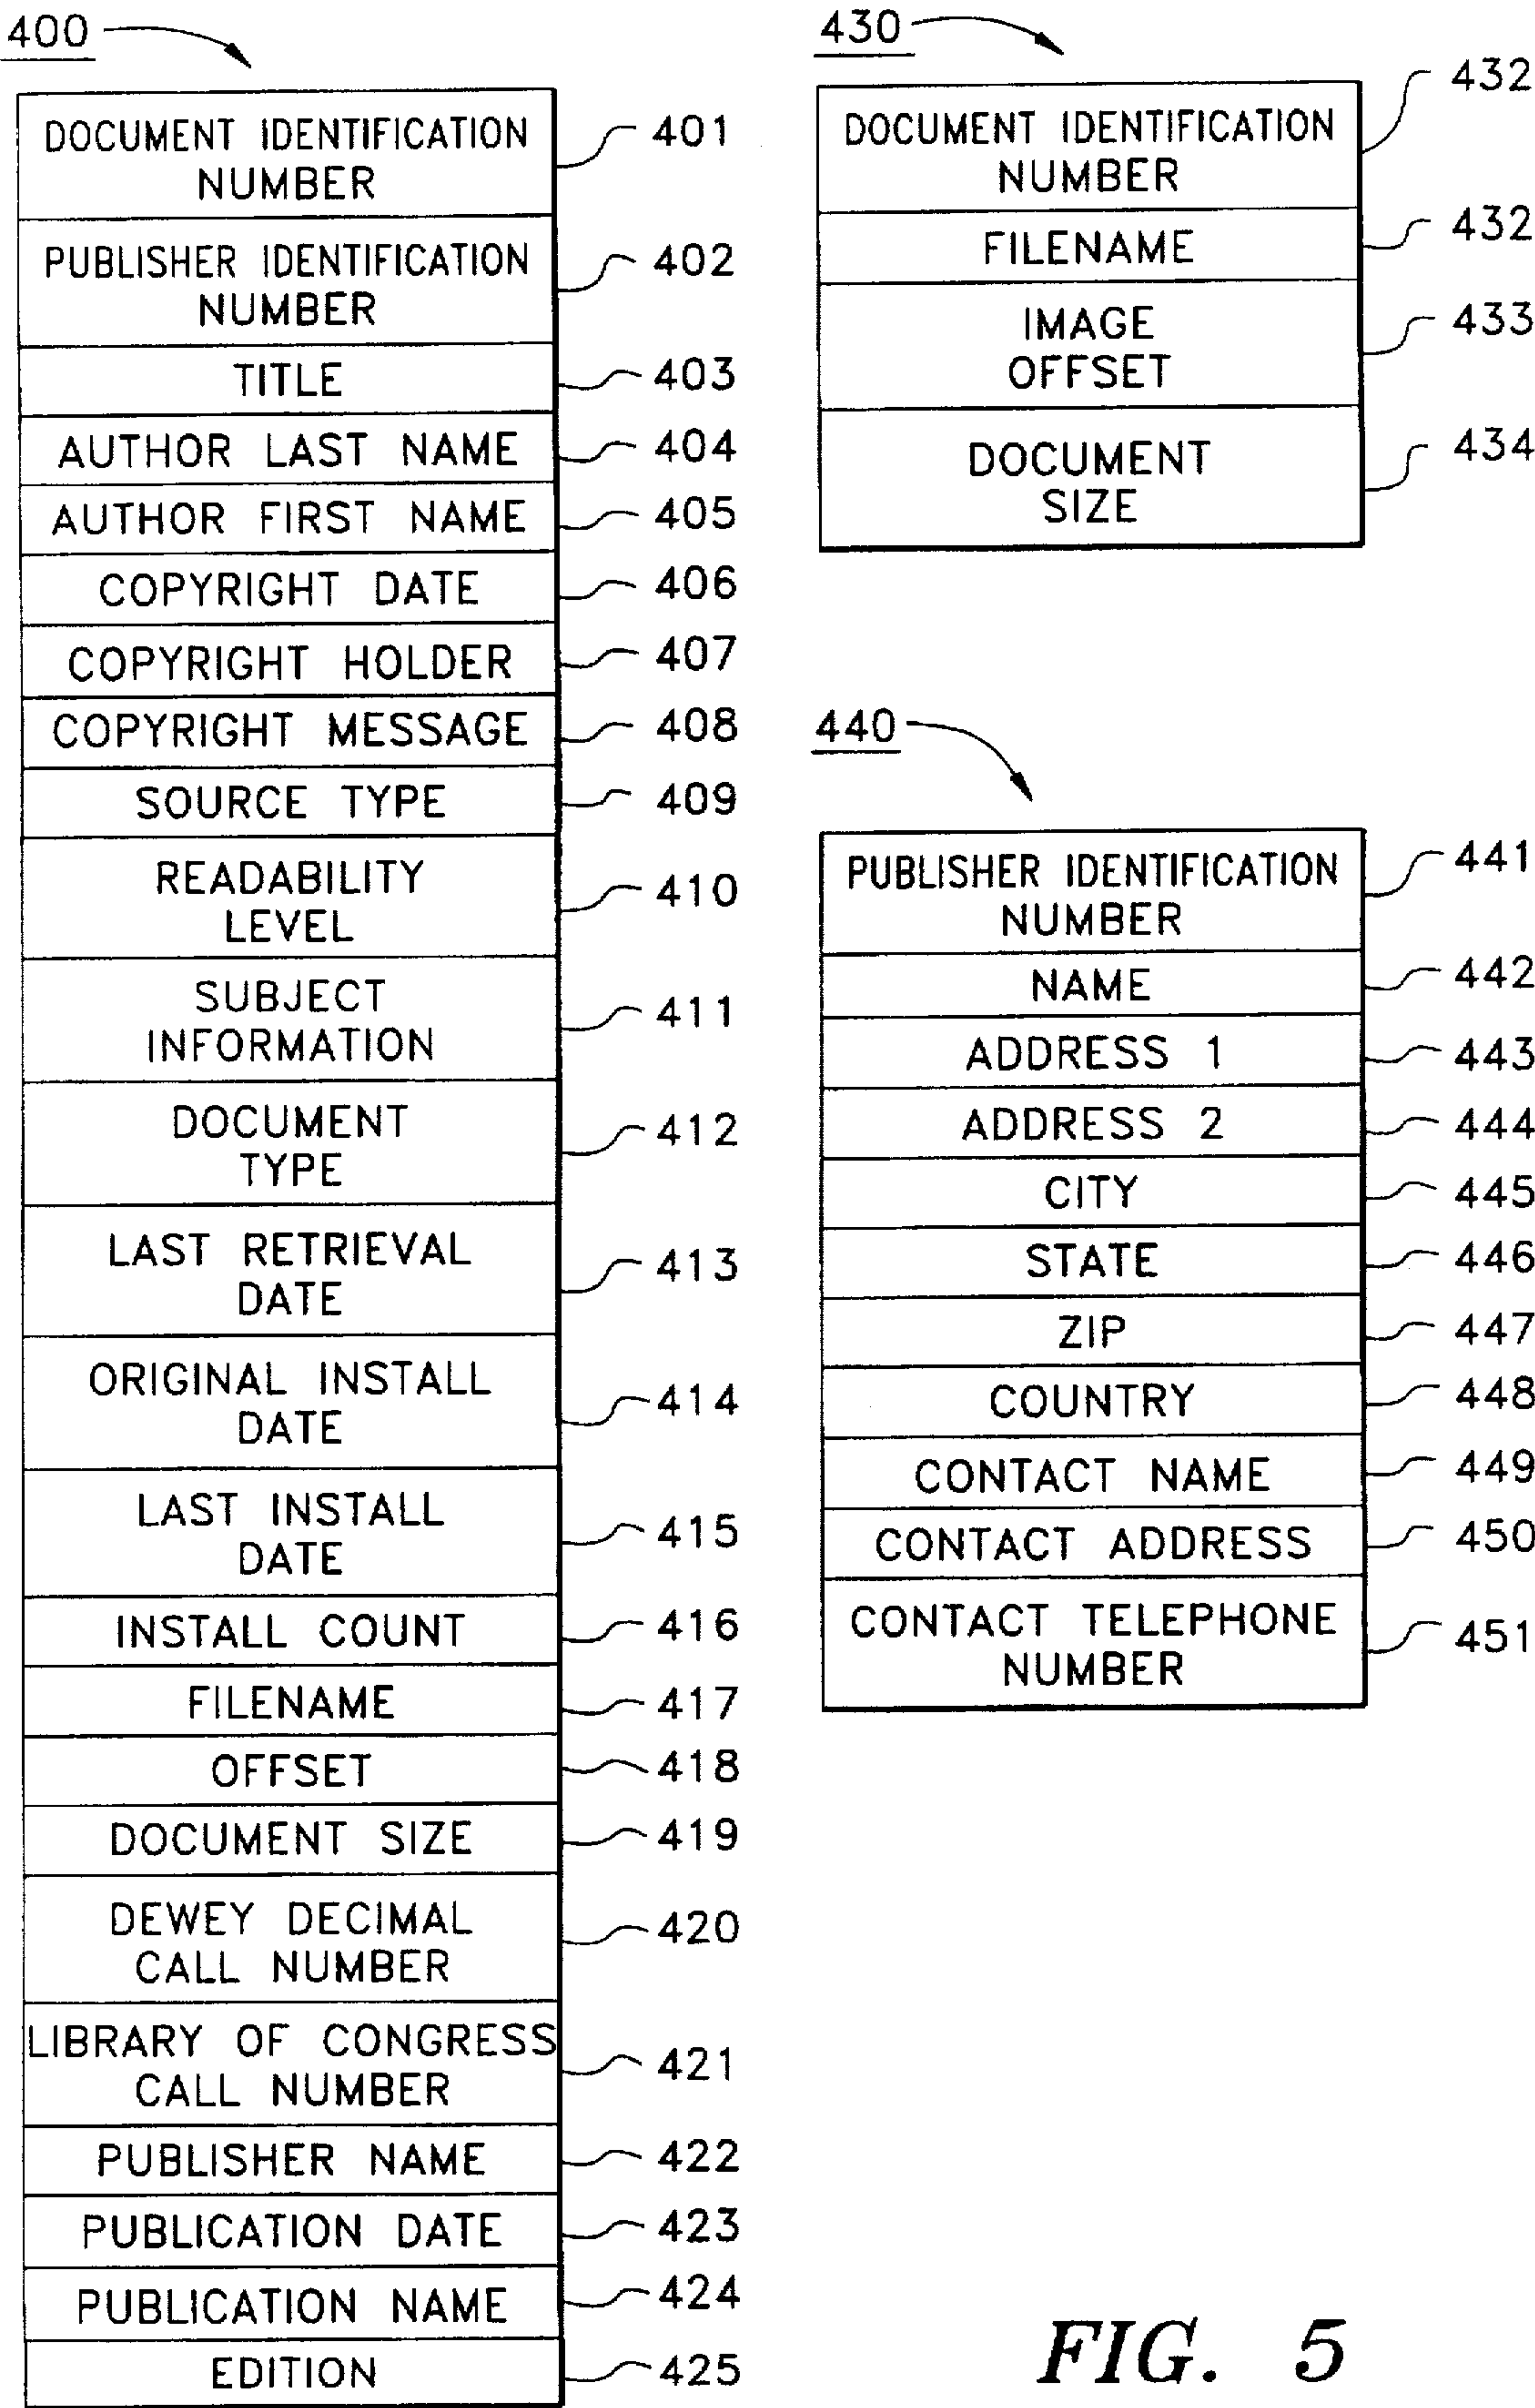 400
DOCUMENT IDENTIFICATION
NUMBER
401
PUBLISHER IDENTIFICATION
NUMBER
402
TITLE
403
AUTHOR LAST NAME
404
AUTHOR FIRST NAME
405
COPYRIGHT DATE
406
COPYRIGHT HOLDER
407
COPYRIGHT MESSAGE
408
SOURCE TYPE
409
READABILITY
LEVEL
410
SUBJECT
INFORMATION
411
DOCUMENT
TYPE
412
LAST RETRIEVAL
DATE
413
ORIGINAL INSTALL
DATE
414
LAST INSTALL
DATE
415
INSTALL COUNT
416
FILENAME
417
OFFSET
418
DOCUMENT SIZE
419
DEWEY DECIMAL
CALL NUMBER
420
LIBRARY OF CONGRESS
CALL NUMBER
421
PUBLISHER NAME
422
PUBLICATION DATE
423
PUBLICATION NAME
424
EDITION
425
430
DOCUMENT IDENTIFICATION
NUMBER
432
FILENAME
432
IMAGE
OFFSET
433
DOCUMENT
SIZE
434
440
PUBLISHER IDENTIFICATION
NUMBER
441
NAME
442
ADDRESS 1
443
ADDRESS 2
444
CITY
445
STATE
446
ZIP
447
COUNTRY
448
CONTACT NAME
449
CONTACT ADDRESS
450
CONTACT TELEPHONE
NUMBER
451
FIG. 5